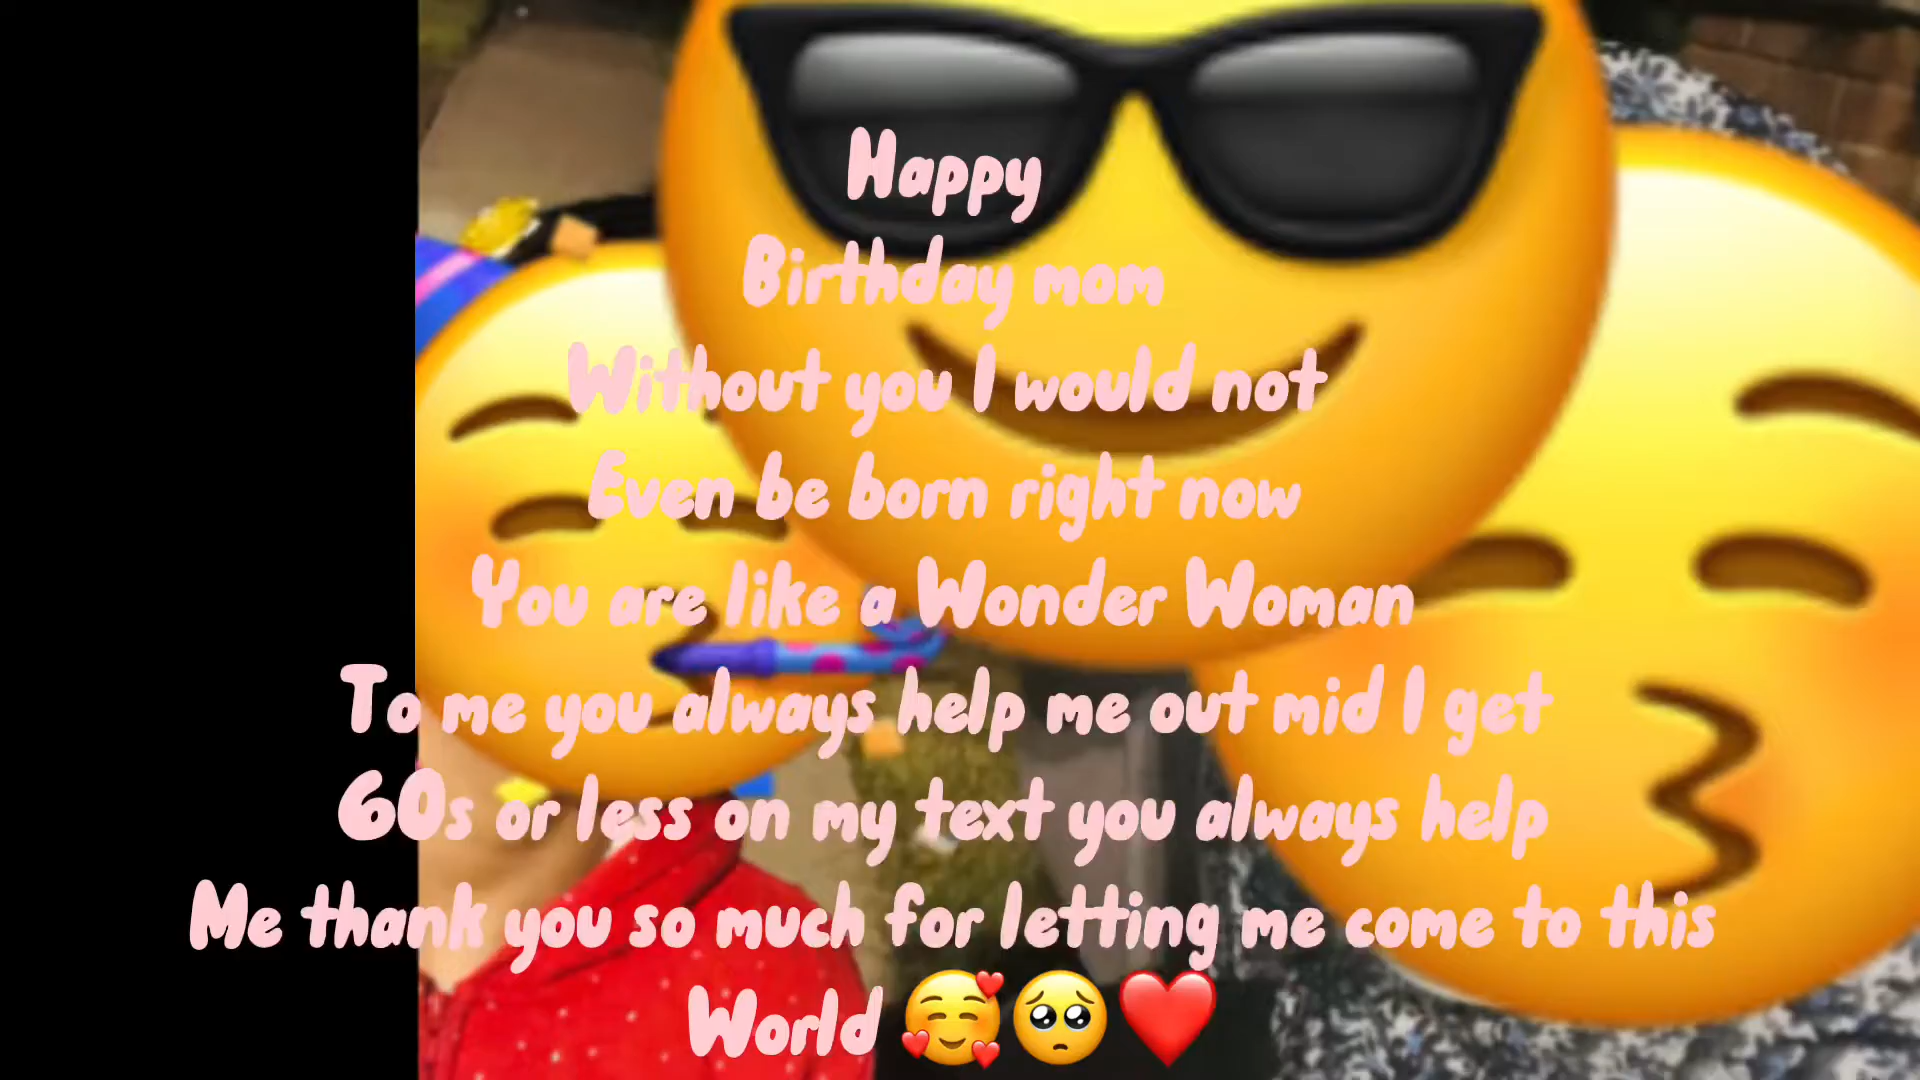 Happy
Birthday mom
Without you I would not
Even be born right now
You are like a Wonder Woman
To me you always help me out mid I get
60s or less on my text you always help
Me thank you so much for letting me come to this
World 🥰🥺❤️